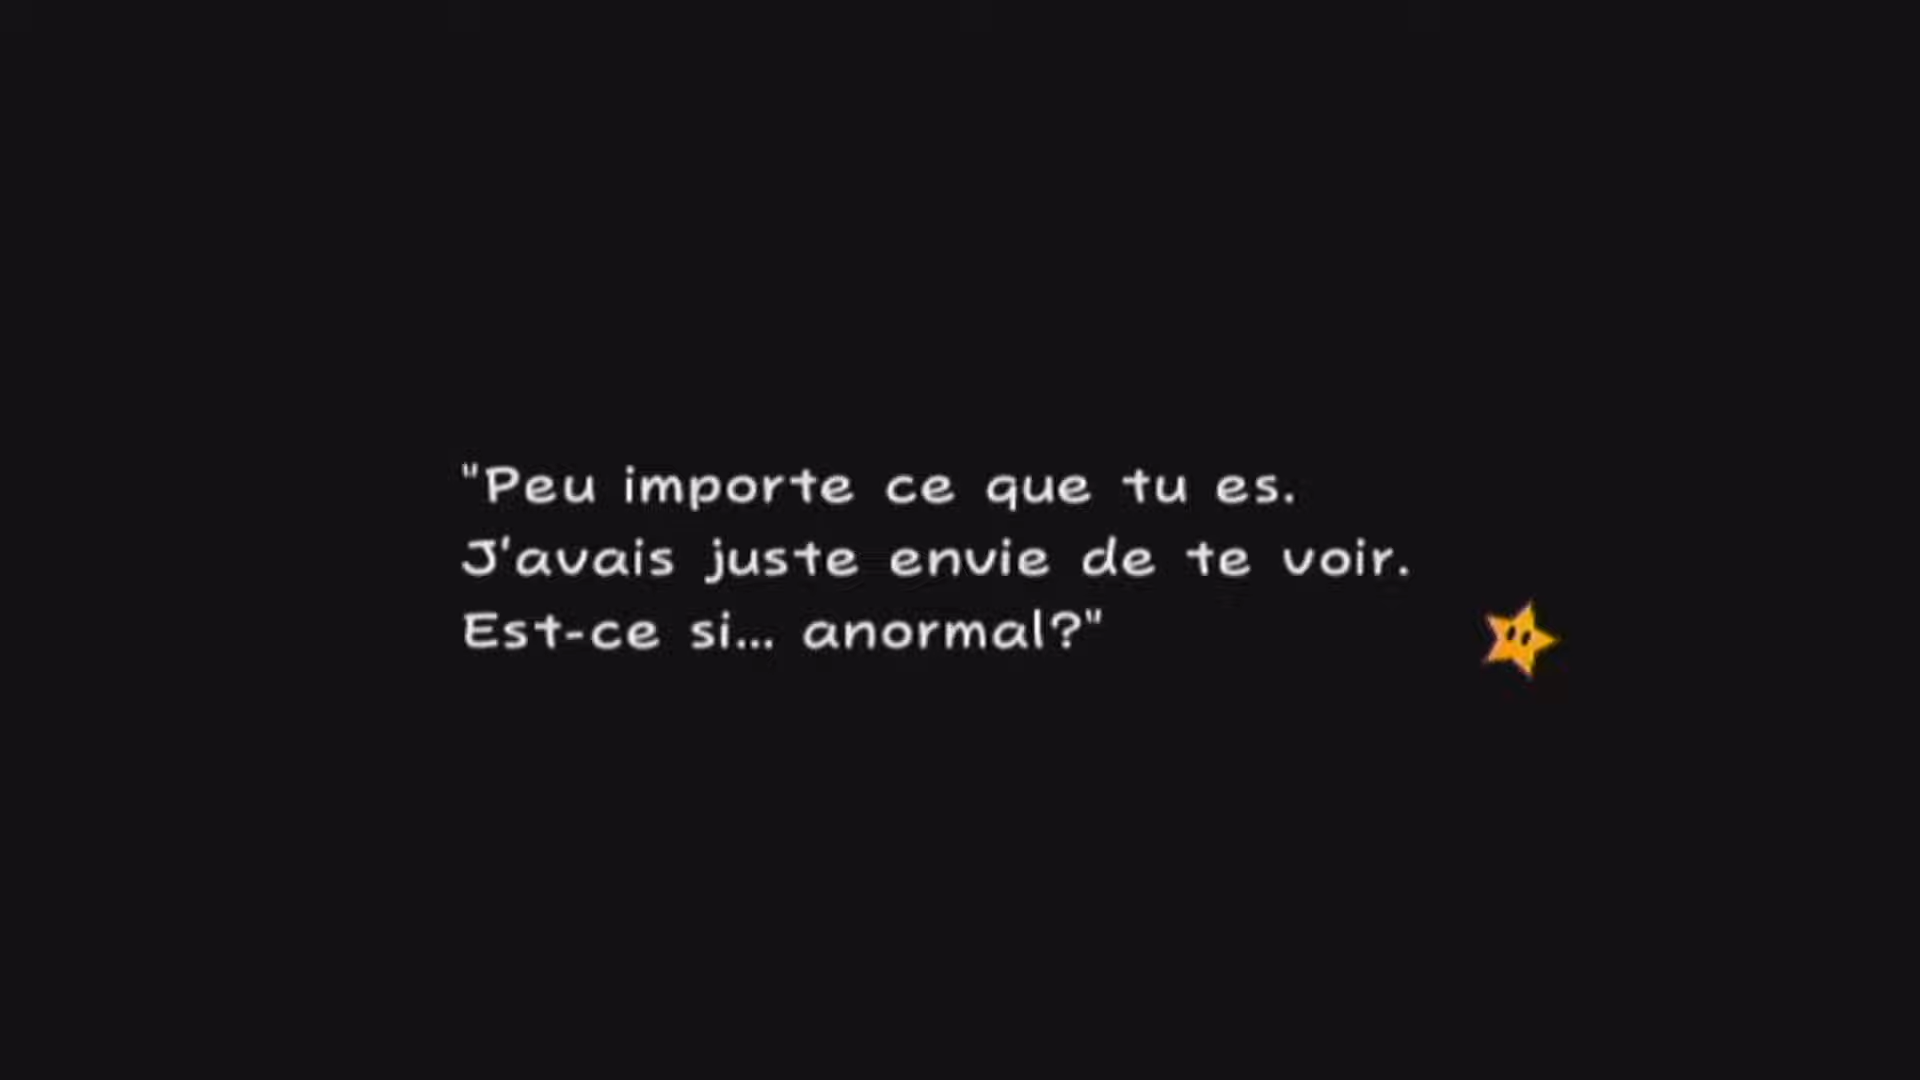 "Peu importe ce que tu es.
J'avais juste envie de te voir.
Est-ce si... anormal?"